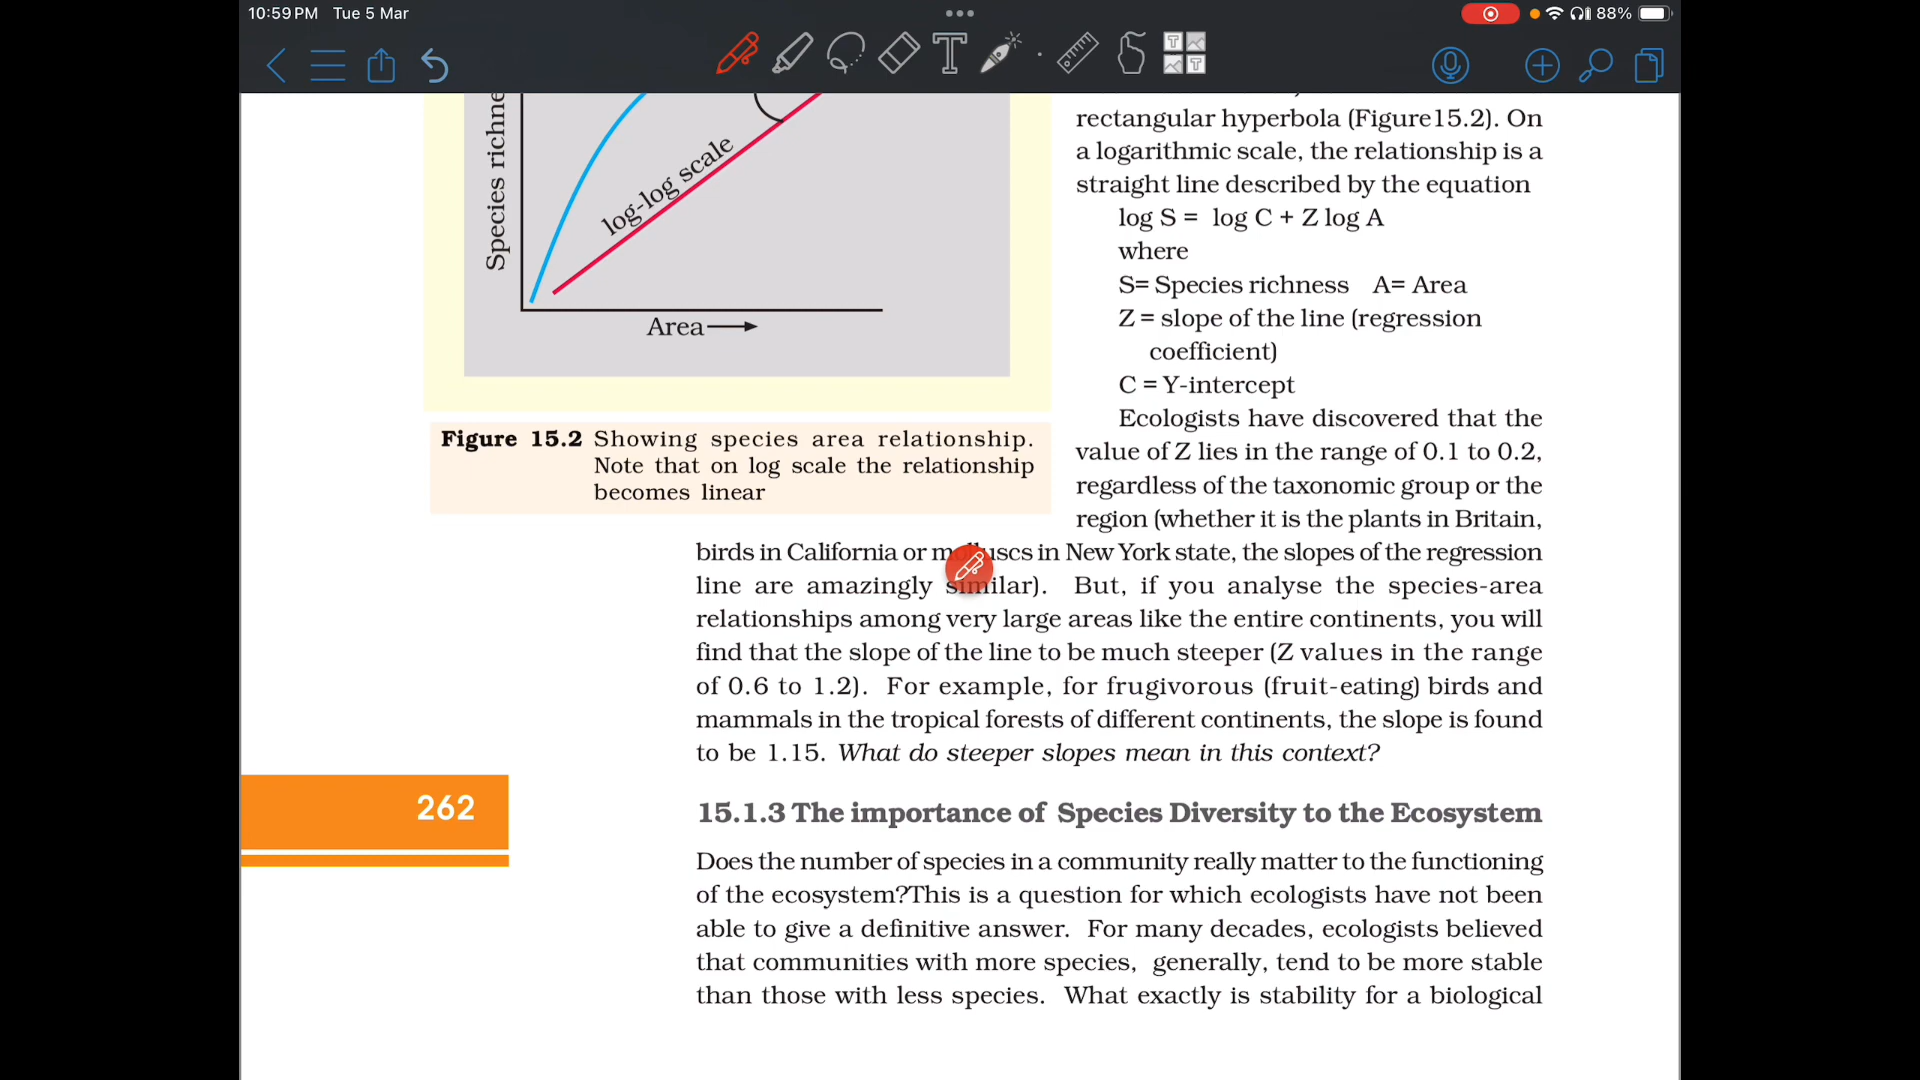 10:59 PM Tue 5 Mar
88%
Species richne
log-log scale
Area
Figure 15.2 Showing species area relationship.
Note that on log scale the relationship
becomes linear
rectangular hyperbola (Figure15.2). On
a logarithmic scale, the relationship is a
straight line described by the equation
log S = log C + Z log A
where
S= Species richness A= Area
Z = slope of the line (regression
coefficient)
C = Y-intercept
Ecologists have discovered that the
value of Z lies in the range of 0.1 to 0.2,
regardless of the taxonomic group or the
region (whether it is the plants in Britain,
birds in California or molluscs in New York state, the slopes of the regression
line are amazingly similar). But, if you analyse the species-area
relationships among very large areas like the entire continents, you will
find that the slope of the line to be much steeper (Z values in the range
of 0.6 to 1.2). For example, for frugivorous (fruit-eating) birds and
mammals in the tropical forests of different continents, the slope is found
to be 1.15. What do steeper slopes mean in this context?
262
15.1.3 The importance of Species Diversity to the Ecosystem
Does the number of species in a community really matter to the functioning
of the ecosystem?This is a question for which ecologists have not been
able to give a definitive answer. For many decades, ecologists believed
that communities with more species, generally, tend to be more stable
than those with less species. What exactly is stability for a biological